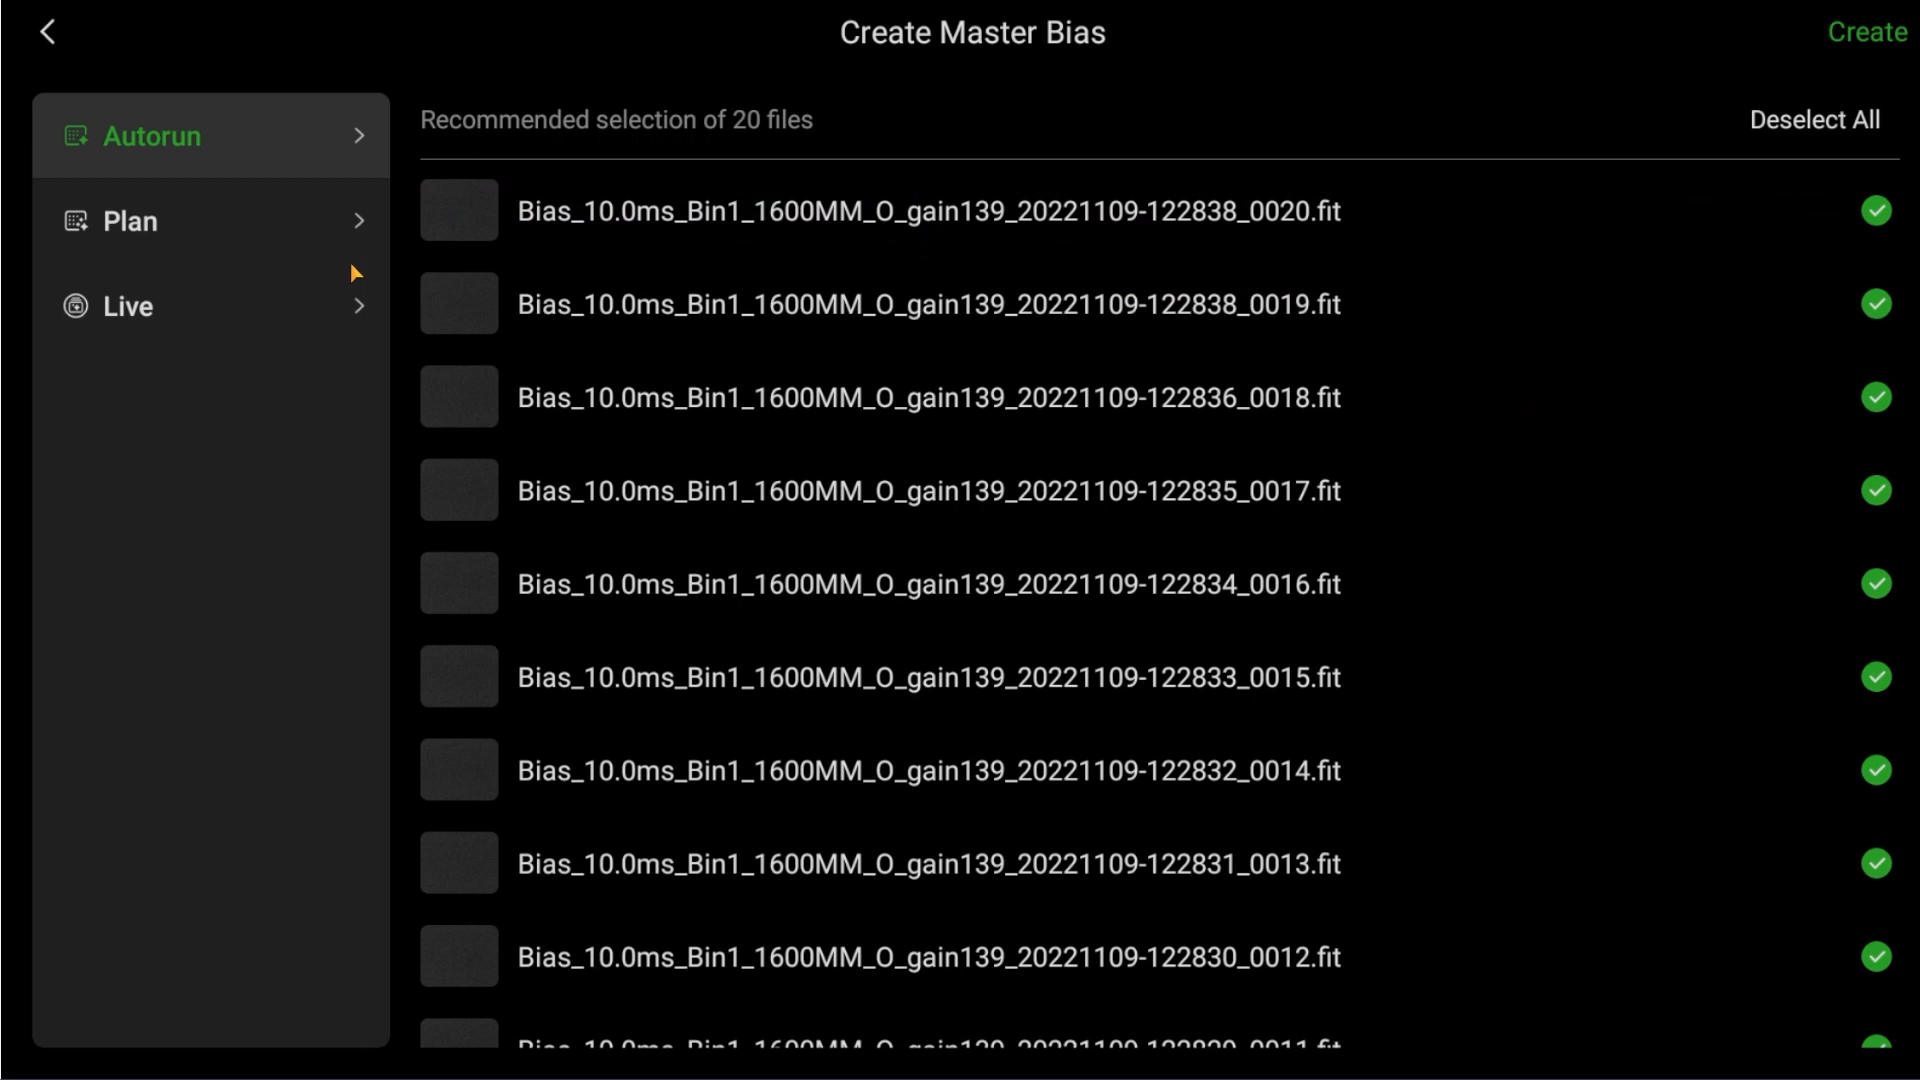 Create Master Bias
Create
Autorun
Plan
Live
Recommended selection of 20 files
Deselect All
Bias_10.0ms_Bin1_1600MM_O_gain139_20221109-122838_0020.fit
Bias_10.0ms_Bin1_1600MM_O_gain139_20221109-122838_0019.fit
Bias_10.0ms_Bin1_1600MM_O_gain139_20221109-122836_0018.fit
Bias_10.0ms_Bin1_1600MM_O_gain139_20221109-122835_0017.fit
Bias_10.0ms_Bin1_1600MM_O_gain139_20221109-122834_0016.fit
Bias_10.0ms_Bin1_1600MM_O_gain139_20221109-122833_0015.fit
Bias_10.0ms_Bin1_1600MM_O_gain139_20221109-122832_0014.fit
Bias_10.0ms_Bin1_1600MM_O_gain139_20221109-122831_0013.fit
Bias_10.0ms_Bin1_1600MM_O_gain139_20221109-122830_0012.fit